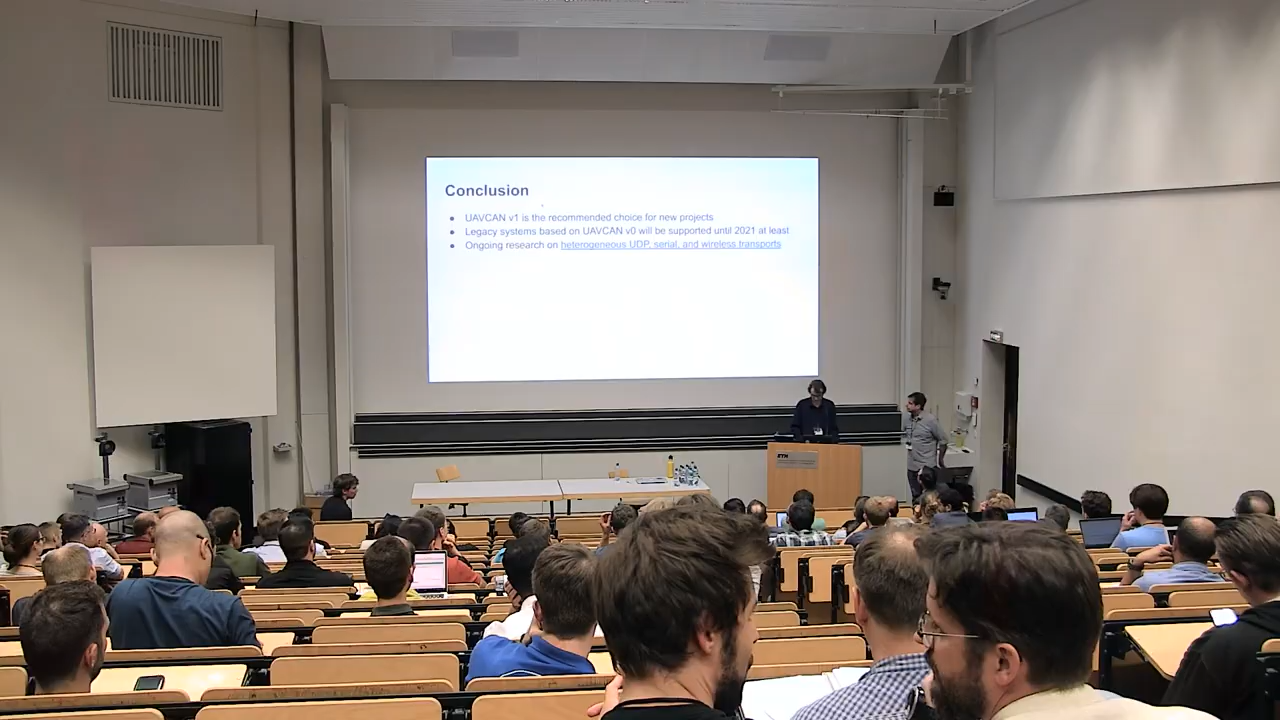 Conclusion
● UAVCAN v1 is the recommended choice for new projects
● Legacy systems based on UAVCAN v0 will be supported until 2021 at least
● Ongoing research on heterogeneous UDP, serial, and wireless transports
ETH